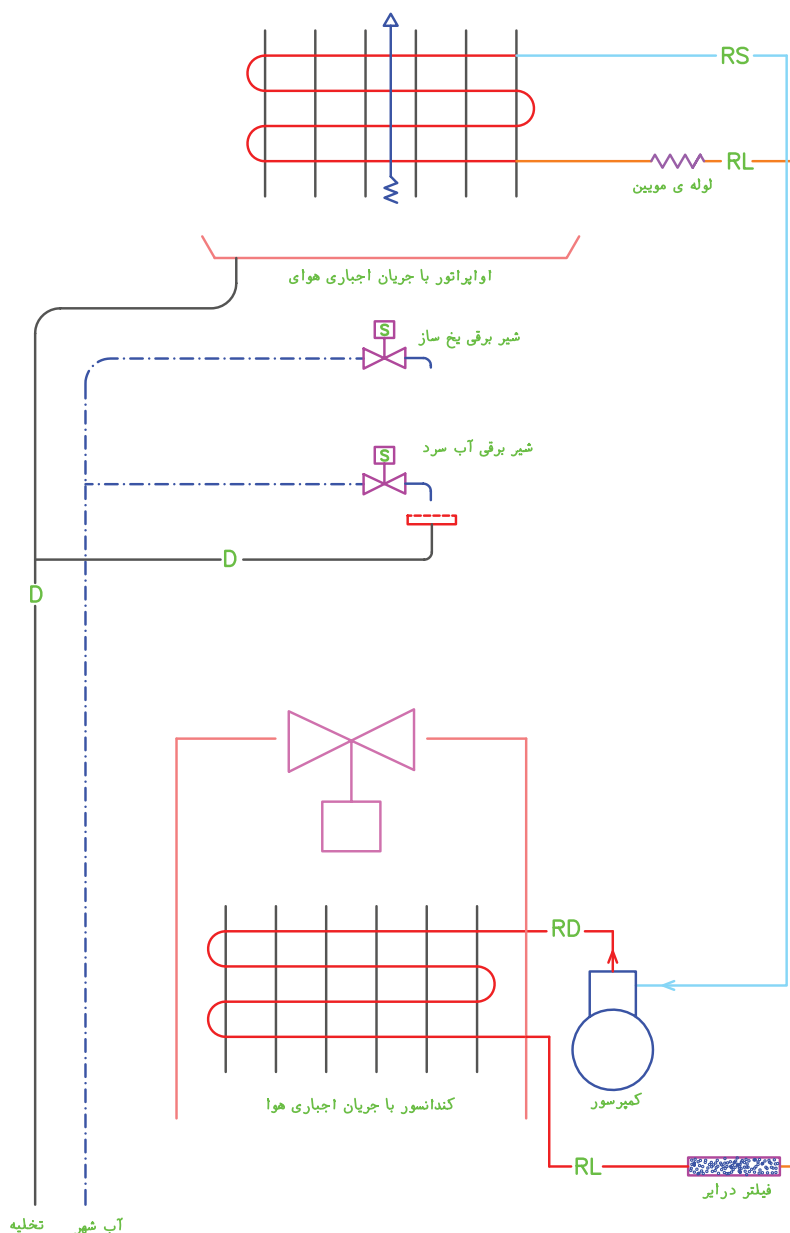 RS
RL
لوله ی مویین
اواپراتور با جریان اجباری هوای
S
شیر برقی یخ ساز
S
شیر برقی آب سرد
D
D
RD
کمپرسور
کندانسور با جریان اجباری هوا
RL
فیلتر درایر
تخلیه
آب شهر